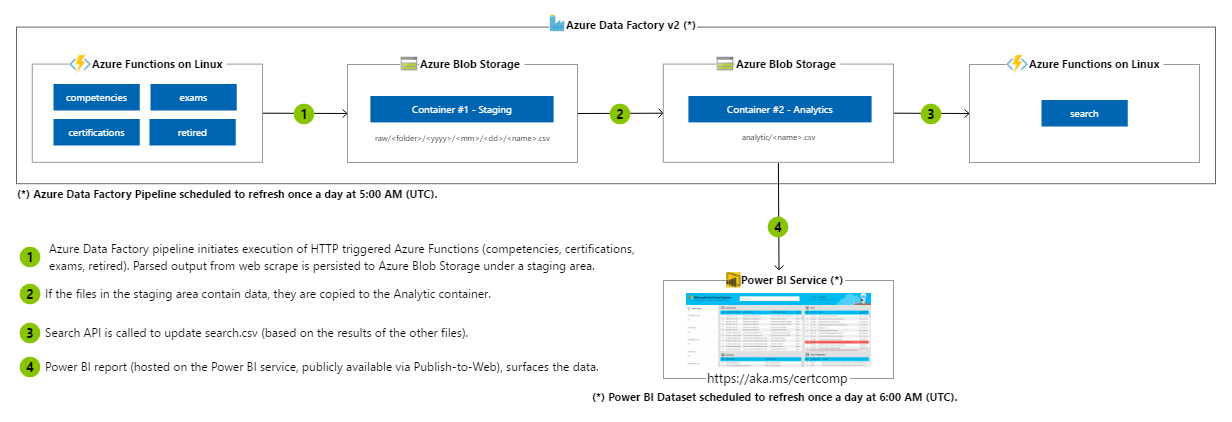 Azure Data Factory v2 (*)
Azure Functions on Linux
competencies
exams
certifications
retired
1
Azure Blob Storage
Container #1 - Staging
raw/<folder>/<yyyy>/<mm>/<dd>/<name>.csv
2
Azure Blob Storage
Container #2 - Analytics
analytic/<name>.csv
3
Azure Functions on Linux
search
(*) Azure Data Factory Pipeline scheduled to refresh once a day at 5:00 AM (UTC).
4
1 Azure Data Factory pipeline initiates execution of HTTP triggered Azure Functions (competencies, certifications,
exams, retired). Parsed output from web scrape is persisted to Azure Blob Storage under a staging area.
2 If the files in the staging area contain data, they are copied to the Analytic container.
3 Search API is called to update search.csv (based on the results of the other files).
4 Power BI report (hosted on the Power BI service, publicly available via Publish-to-Web), surfaces the data.
Power BI Service (*)
https://aka.ms/certcomp
(*) Power BI Dataset scheduled to refresh once a day at 6:00 AM (UTC).